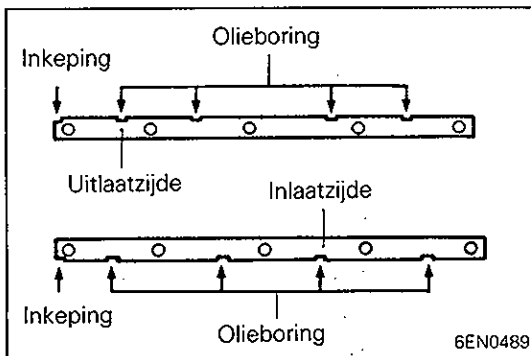 Olieboring
Inkeping
Uitlaatzijde
Inlaatzijde
Inkeping
Olieboring
6EN0489